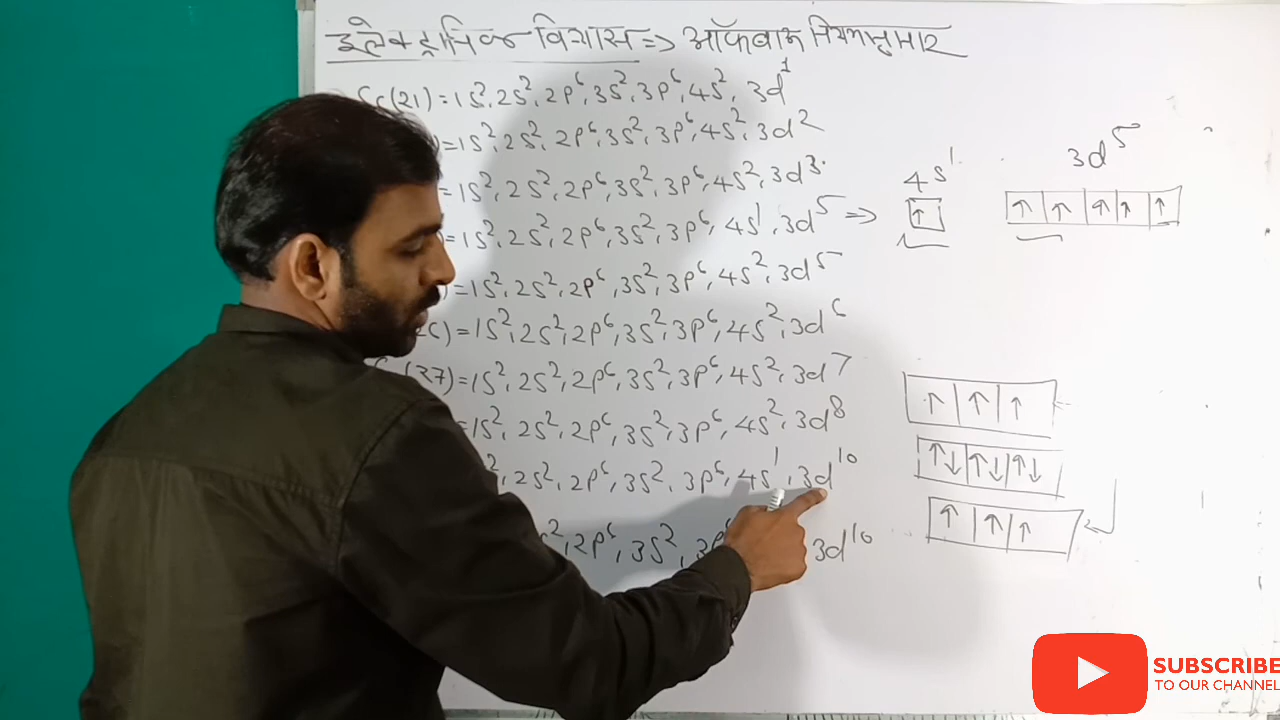 इलेक्ट्रॉनिक विन्यास => ऑफबाऊ नियमानुसार
Sc(21) = 1s², 2s², 2p⁶, 3s², 3p⁶, 4s², 3d¹
) = 1s², 2s², 2p⁶, 3s², 3p⁶, 4s², 3d²
= 1s², 2s², 2p⁶, 3s², 3p⁶, 4s², 3d³
) = 1s², 2s², 2p⁶, 3s², 3p⁶, 4s¹, 3d⁵ =>
4s¹
3d⁵
↑
↑ ↑ ↑ ↑ ↑
) = 1s², 2s², 2p⁶, 3s², 3p⁶, 4s², 3d⁵
26) = 1s², 2s², 2p⁶, 3s², 3p⁶, 4s², 3d⁶
(27) = 1s², 2s², 2p⁶, 3s², 3p⁶, 4s², 3d⁷
= 1s², 2s², 2p⁶, 3s², 3p⁶, 4s², 3d⁸
², 2s², 2p⁶, 3s², 3p⁶, 4s¹, 3d¹⁰
s², 2p⁶, 3s², 3p⁶ 3d¹⁰
↑ ↑ ↑
↑↓ ↑↓ ↑↓
↑ ↑ ↑
SUBSCRIBE
TO OUR CHANNEL